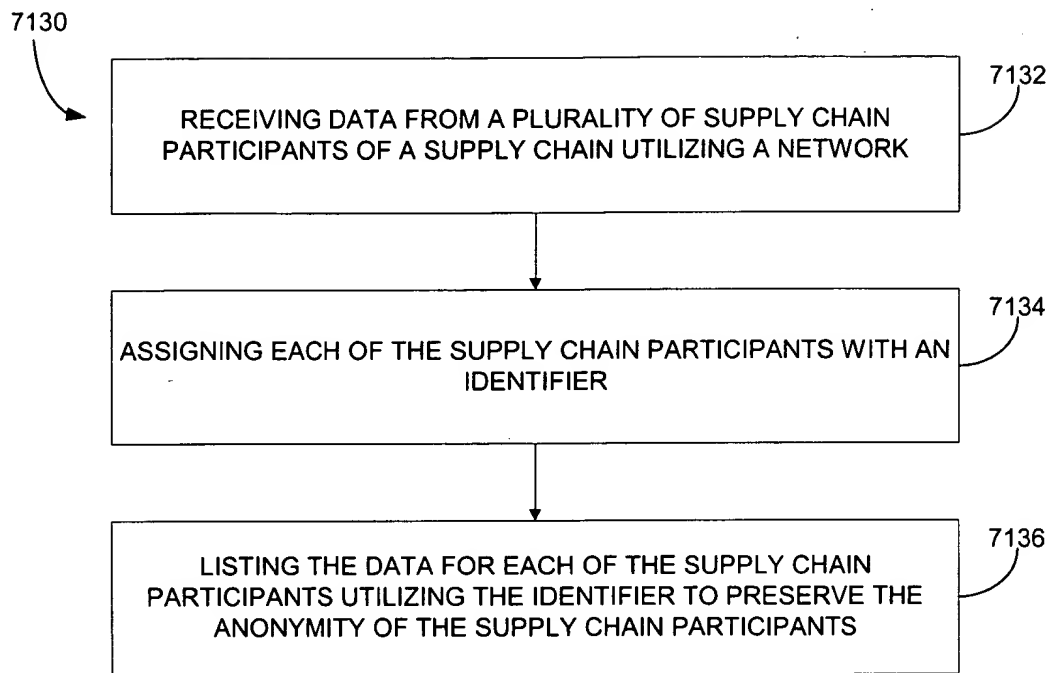 7130
7132
RECEIVING DATA FROM A PLURALITY OF SUPPLY CHAIN
PARTICIPANTS OF A SUPPLY CHAIN UTILIZING A NETWORK
7134
ASSIGNING EACH OF THE SUPPLY CHAIN PARTICIPANTS WITH AN
IDENTIFIER
7136
LISTING THE DATA FOR EACH OF THE SUPPLY CHAIN
PARTICIPANTS UTILIZING THE IDENTIFIER TO PRESERVE THE
ANONYMITY OF THE SUPPLY CHAIN PARTICIPANTS